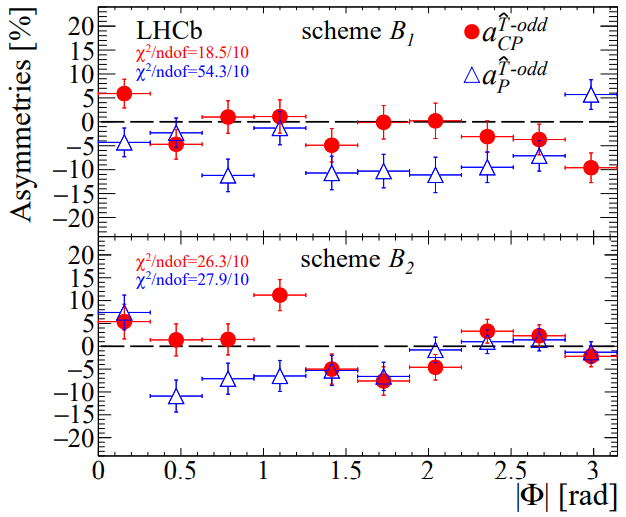 LHCb
scheme B₁
a_CP^T̂-odd
χ²/ndof=18.5/10
χ²/ndof=54.3/10
a_P^T̂-odd
Asymmetries [%]
20
15
10
5
0
−5
−10
−15
−20
χ²/ndof=26.3/10
χ²/ndof=27.9/10
scheme B₂
20
15
10
5
0
−5
−10
−15
−20
0
0.5
1
1.5
2
2.5
3
|Φ| [rad]